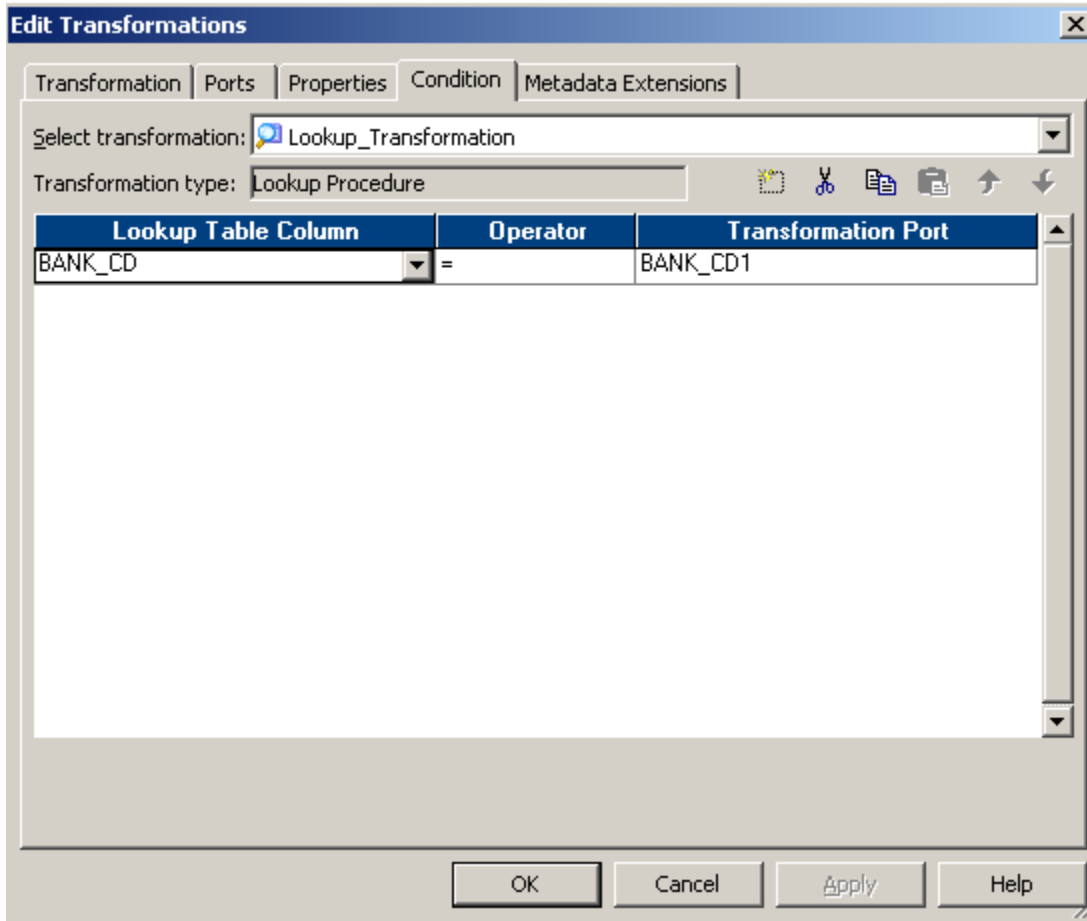 Edit Transformations
Transformation Ports Properties Condition Metadata Extensions
Select transformation: Lookup_Transformation
Transformation type: Lookup Procedure
Lookup Table Column Operator Transformation Port
BANK_CD = BANK_CD1
OK Cancel Apply Help